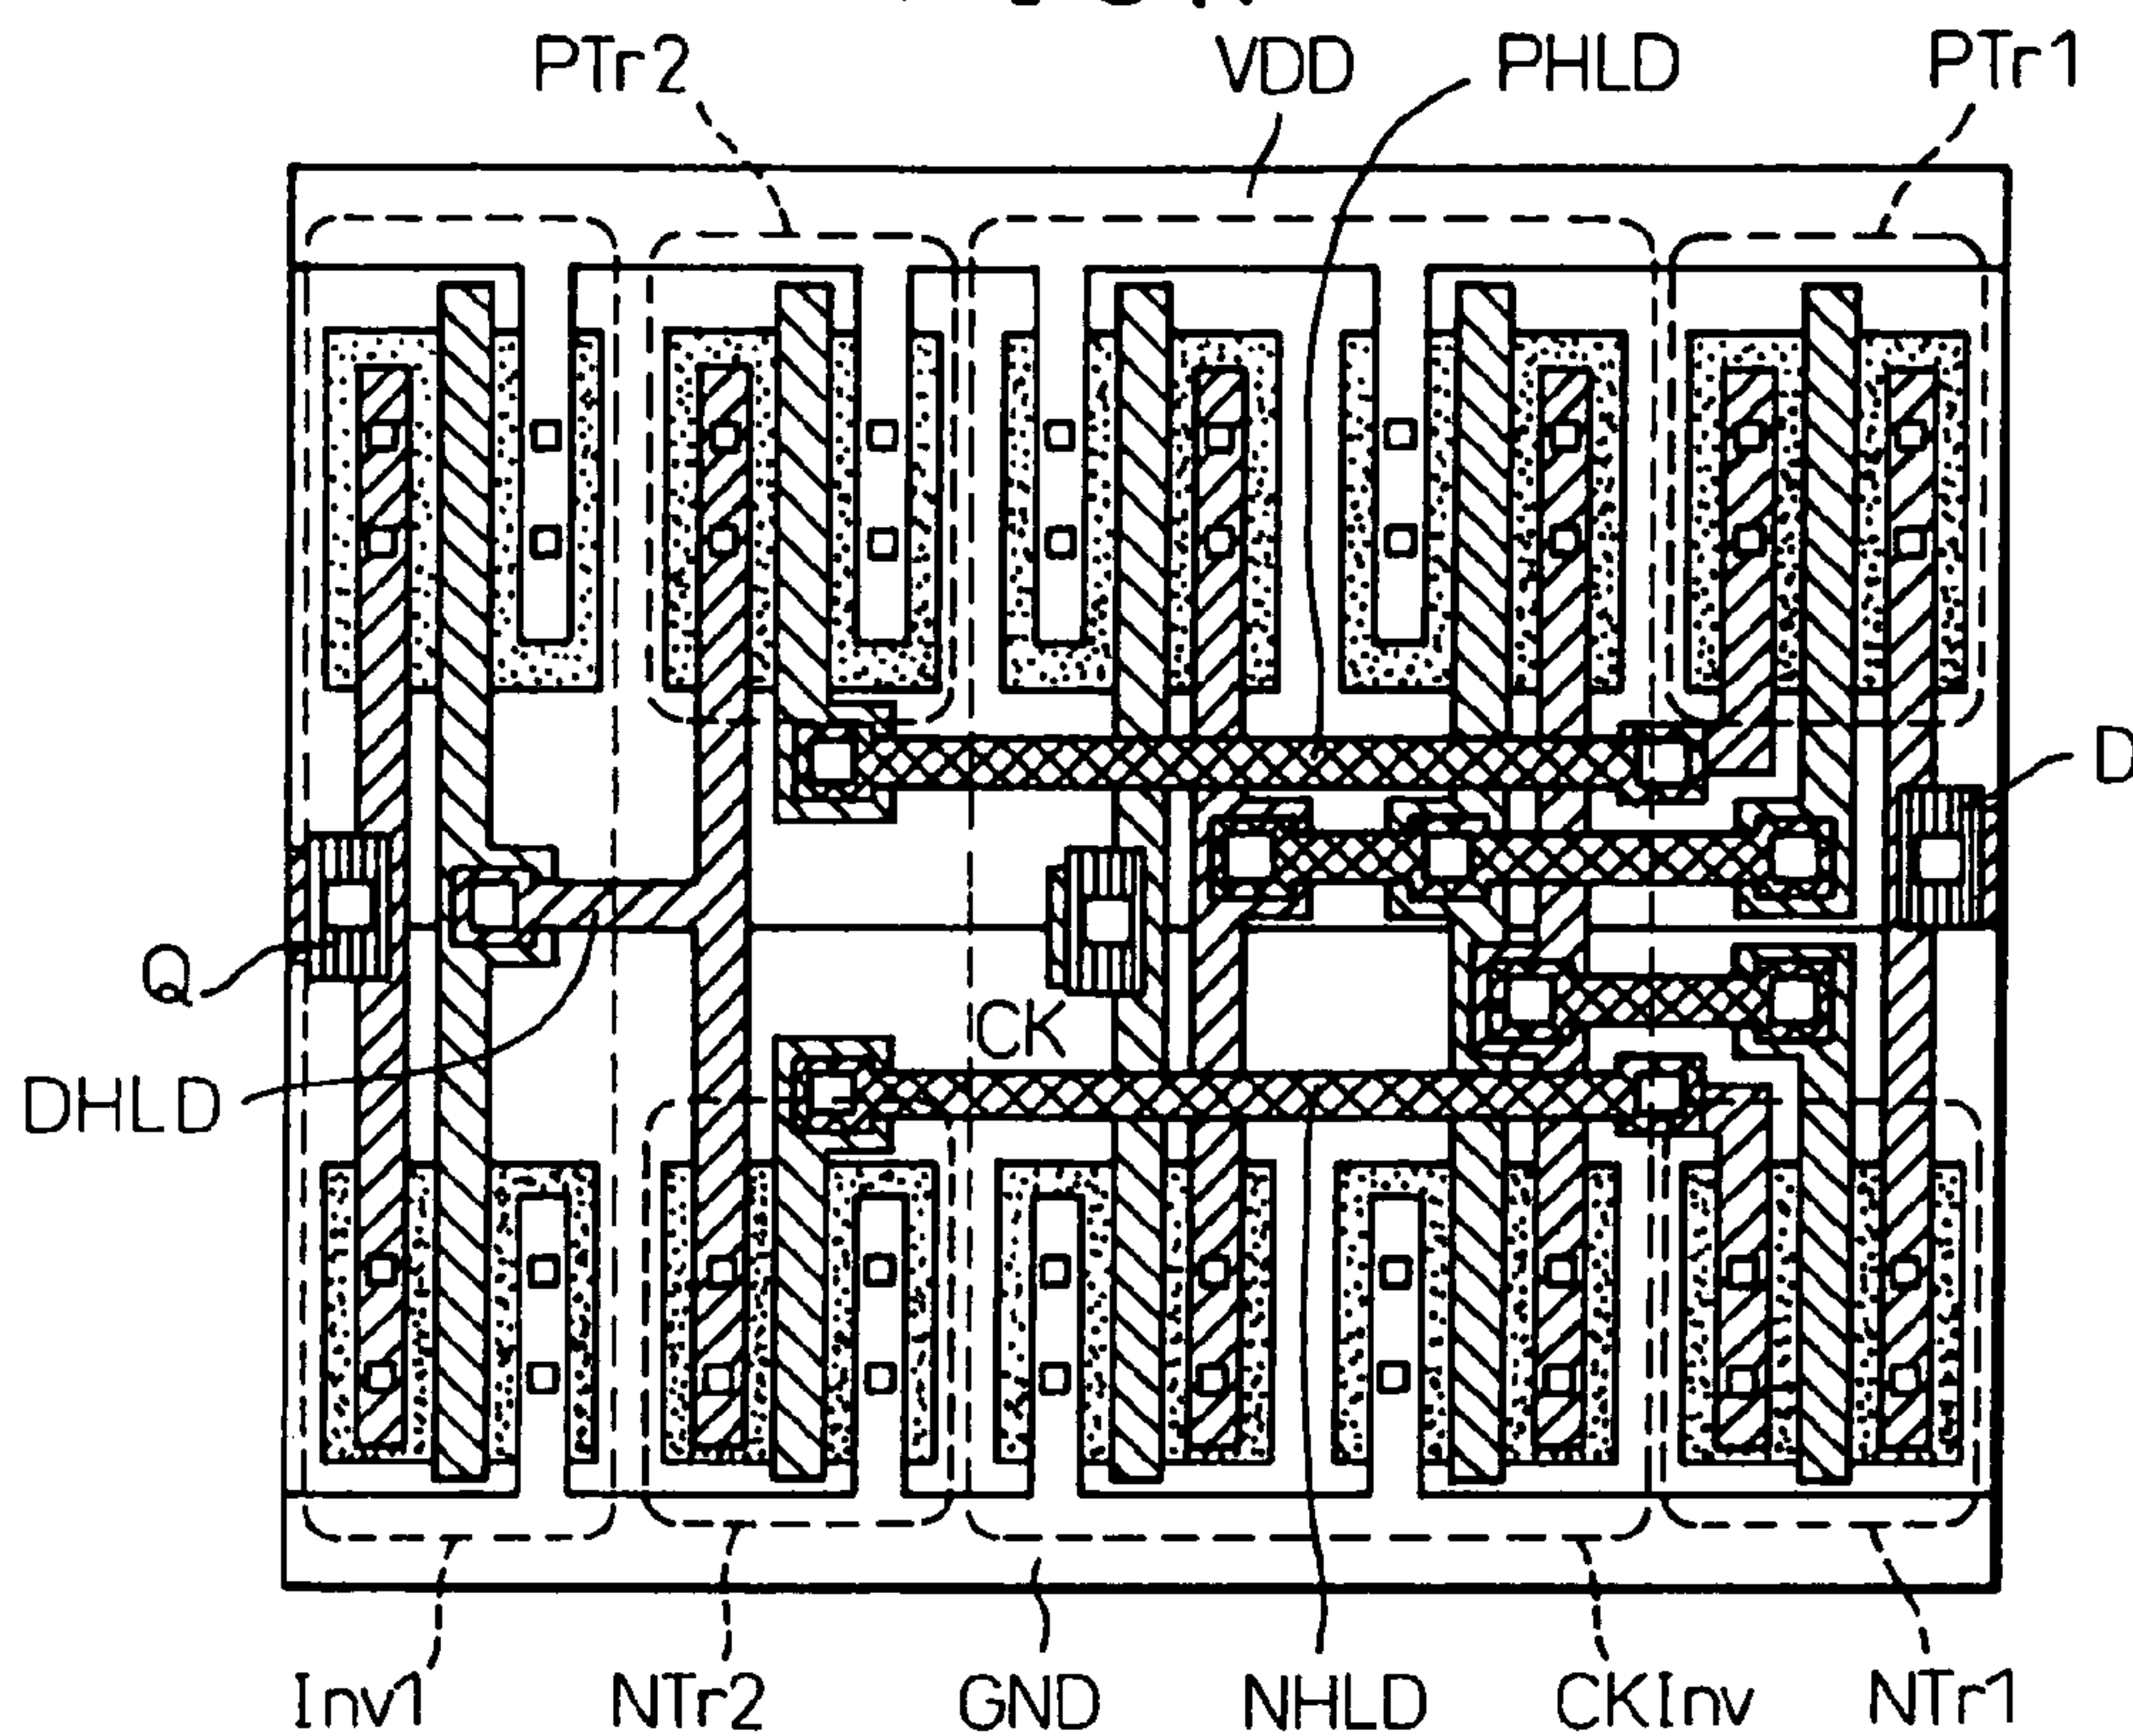 PTr2 VDD PHLD PTr1
D
Q
CK
DHLD
Inv1 NTr2 GND NHLD CKInv NTr1